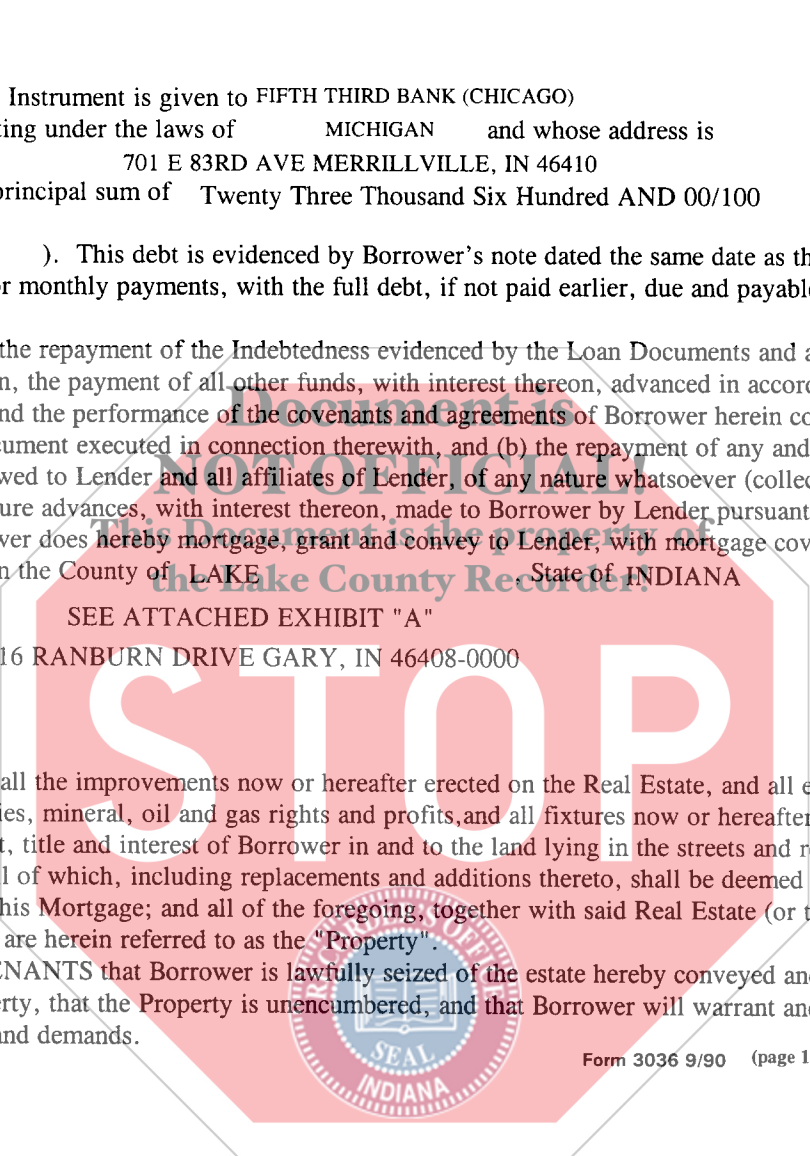 Instrument is given to FIFTH THIRD BANK (CHICAGO)
ting under the laws of MICHIGAN and whose address is
701 E 83RD AVE MERRILLVILLE, IN 46410
principal sum of Twenty Three Thousand Six Hundred AND 00/100
). This debt is evidenced by Borrower's note dated the same date as th
or monthly payments, with the full debt, if not paid earlier, due and payable
the repayment of the Indebtedness evidenced by the Loan Documents and a
n, the payment of all other funds, with interest thereon, advanced in accord
Document is
nd the performance of the covenants and agreements of Borrower herein co
cument executed in connection therewith, and (b) the repayment of any and
NOT OFFICIAL!
wed to Lender and all affiliates of Lender, of any nature whatsoever (collec
ure advances, with interest thereon, made to Borrower by Lender pursuant
This Document is the property of
wer does hereby mortgage, grant and convey to Lender, with mortgage cov
n the County of LAKE , State of INDIANA
the Lake County Recorder!
SEE ATTACHED EXHIBIT "A"
16 RANBURN DRIVE GARY, IN 46408-0000
STOP
all the improvements now or hereafter erected on the Real Estate, and all e
ies, mineral, oil and gas rights and profits,and all fixtures now or hereafter
t, title and interest of Borrower in and to the land lying in the streets and r
l of which, including replacements and additions thereto, shall be deemed
his Mortgage; and all of the foregoing, together with said Real Estate (or t
are herein referred to as the "Property".
ENANTS that Borrower is lawfully seized of the estate hereby conveyed an
erty, that the Property is unencumbered, and that Borrower will warrant an
and demands.
RECORDER'S OFFICE
SEAL
INDIANA
Form 3036 9/90 (page 1